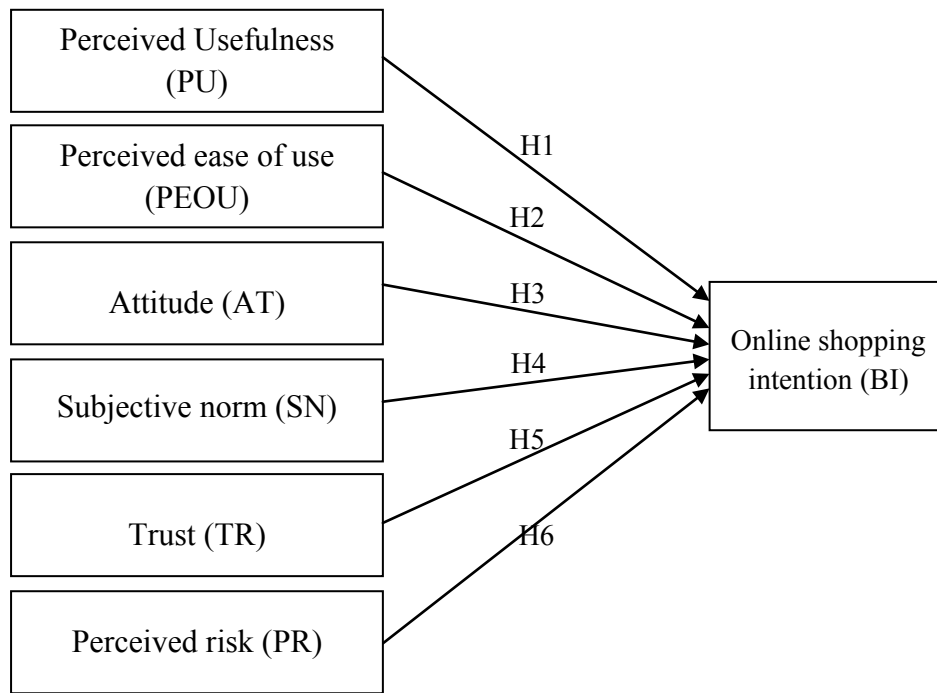 Perceived Usefulness
(PU)
H1
Perceived ease of use
(PEOU)
H2
Attitude (AT)
H3
Online shopping
intention (BI)
Subjective norm (SN)
H4
Trust (TR)
H5
Perceived risk (PR)
H6